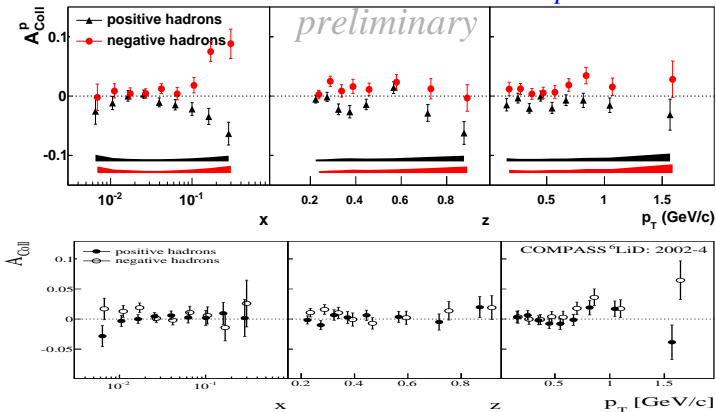 p
A^p_Coll
positive hadrons
negative hadrons
preliminary
0.1
0
-0.1
10^-2 10^-1
x
0.2 0.4 0.6 0.8
z
0.5 1 1.5
p_T (GeV/c)
A_Coll
positive hadrons
negative hadrons
COMPASS ^6LiD: 2002-4
0.1
0.05
0
-0.05
10^-2 10^-1
x
0.2 0.4 0.6 0.8
z
0.5 1 1.5
p_T [GeV/c]